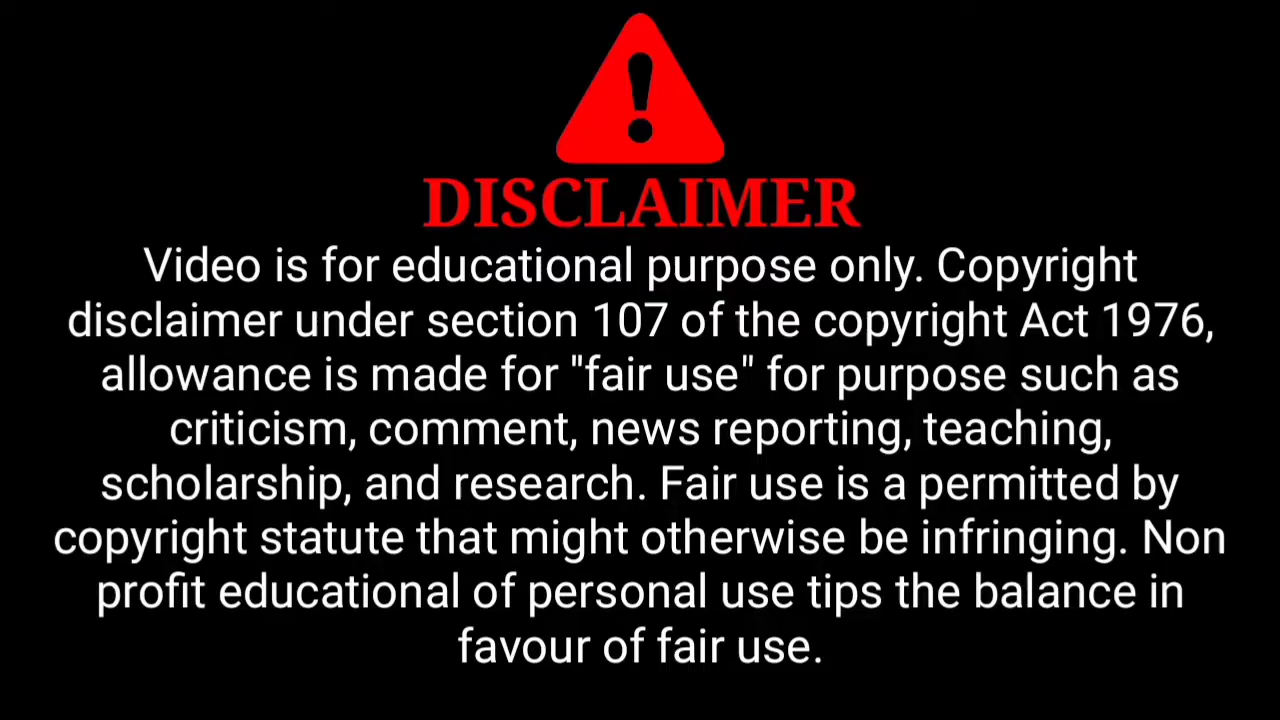 DISCLAIMER
Video is for educational purpose only. Copyright
disclaimer under section 107 of the copyright Act 1976,
allowance is made for "fair use" for purpose such as
criticism, comment, news reporting, teaching,
scholarship, and research. Fair use is a permitted by
copyright statute that might otherwise be infringing. Non
profit educational of personal use tips the balance in
favour of fair use.